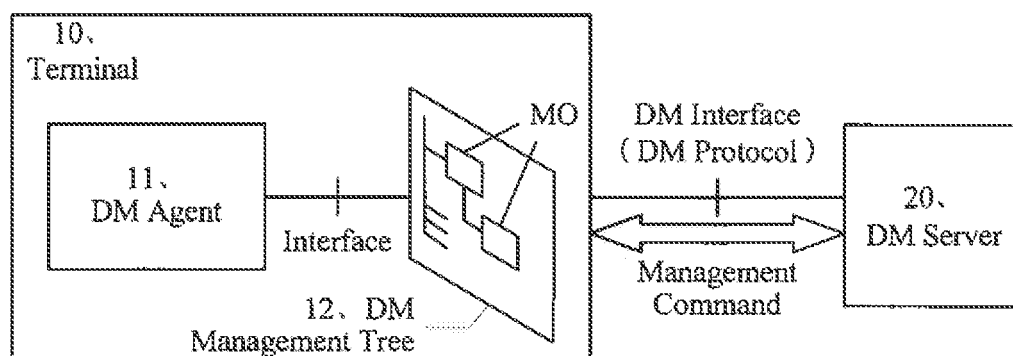 10、
Terminal
MO
DM Interface
( DM Protocol )
11、
DM Agent
Interface
20、
DM Server
Management
Command
12、DM
Management Tree